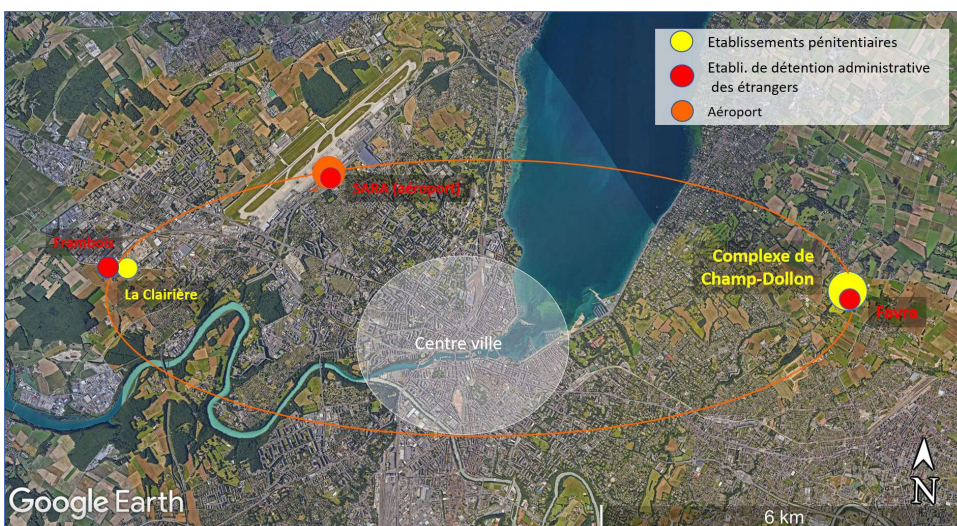 Etablissements pénitentiaires
Etabli. de détention administrative
des étrangers
Aéroport
SARA (aéroport)
Frambois
La Clairière
Complexe de
Champ-Dollon
Favra
Centre ville
N
Google Earth
6 km